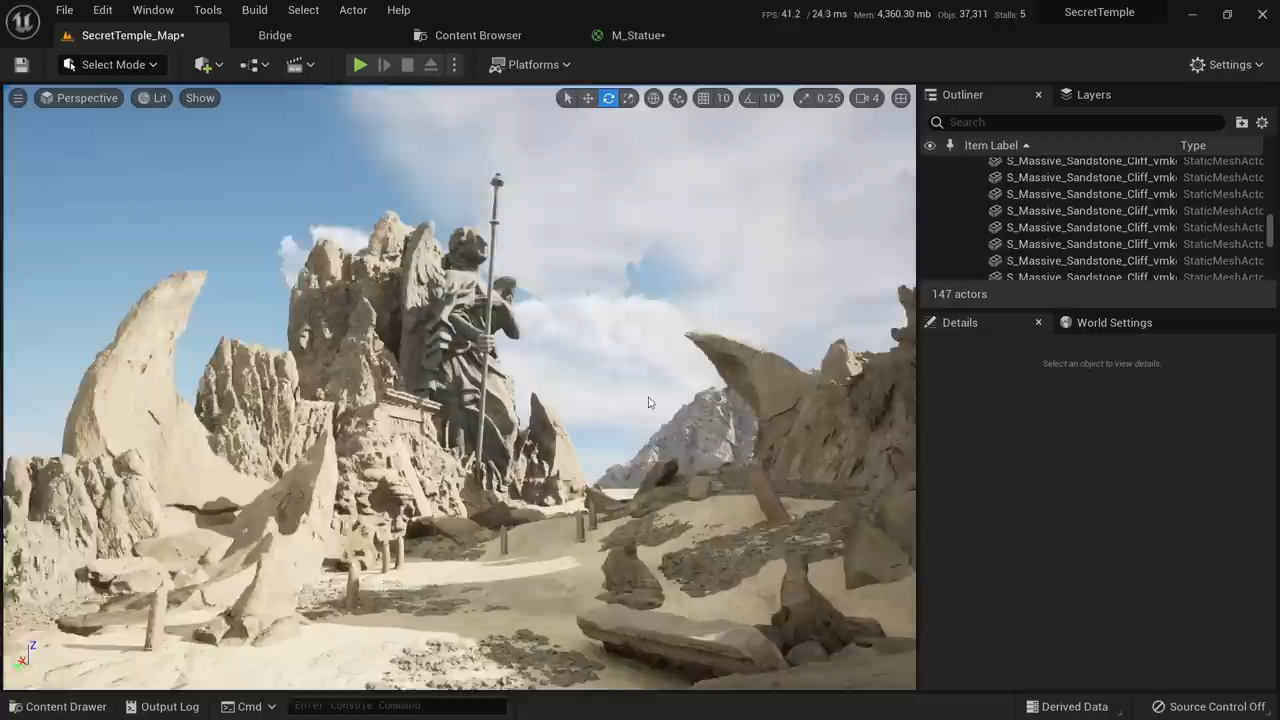 File Edit Window Tools Build Select Actor Help
FPS: 41.2 / 24.3 ms Mem: 4,360.30 mb Objs: 37,311 Stalls: 5
SecretTemple
SecretTemple_Map*
Bridge
Content Browser
M_Statue*
Select Mode
Platforms
Settings
Perspective
Lit
Show
10
10°
0.25
4
Outliner
Layers
Search
Item Label
Type
S_Massive_Sandstone_Cliff_vmk StaticMeshActo
S_Massive_Sandstone_Cliff_vmk StaticMeshActo
S_Massive_Sandstone_Cliff_vmk StaticMeshActo
S_Massive_Sandstone_Cliff_vmk StaticMeshActo
S_Massive_Sandstone_Cliff_vmk StaticMeshActo
S_Massive_Sandstone_Cliff_vmk StaticMeshActo
S_Massive_Sandstone_Cliff_vmk StaticMeshActo
S_Massive_Sandstone_Cliff_vmk StaticMeshActo
147 actors
Details
World Settings
Select an object to view details.
Z
X
Content Drawer
Output Log
Cmd
Enter Console Command
Derived Data
Source Control Off